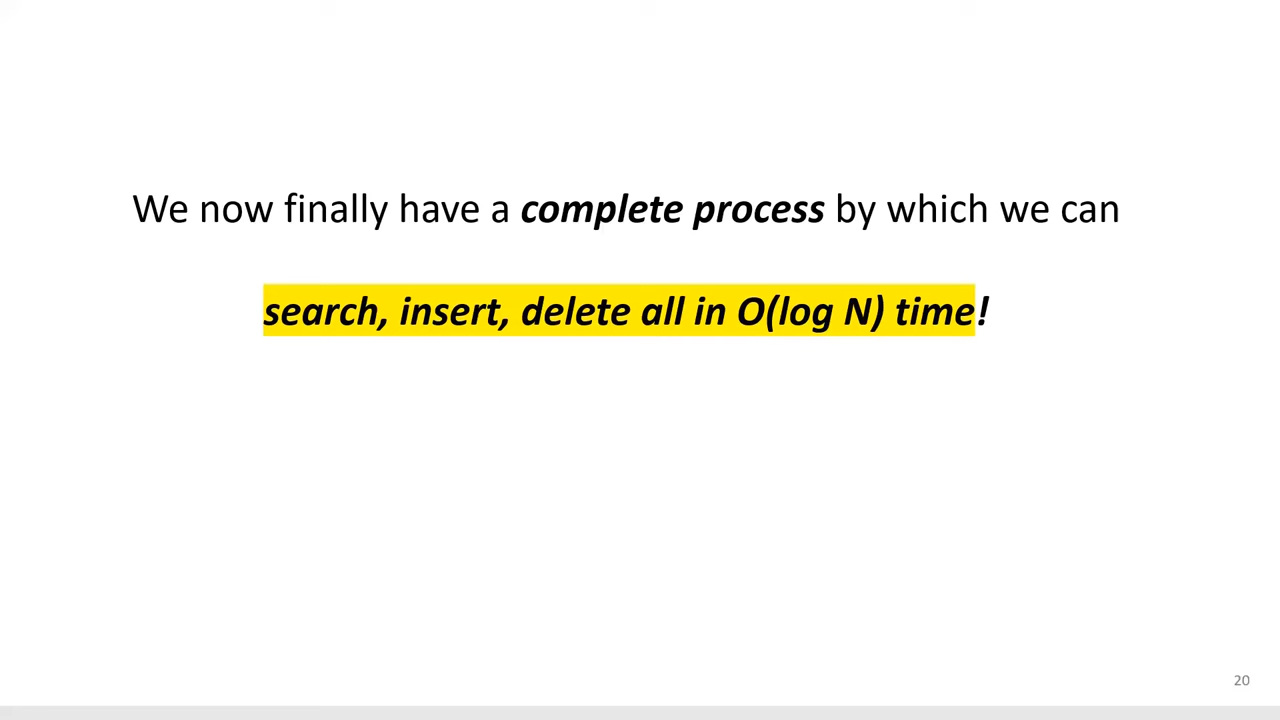 We now finally have a complete process by which we can
search, insert, delete all in O(log N) time!
20